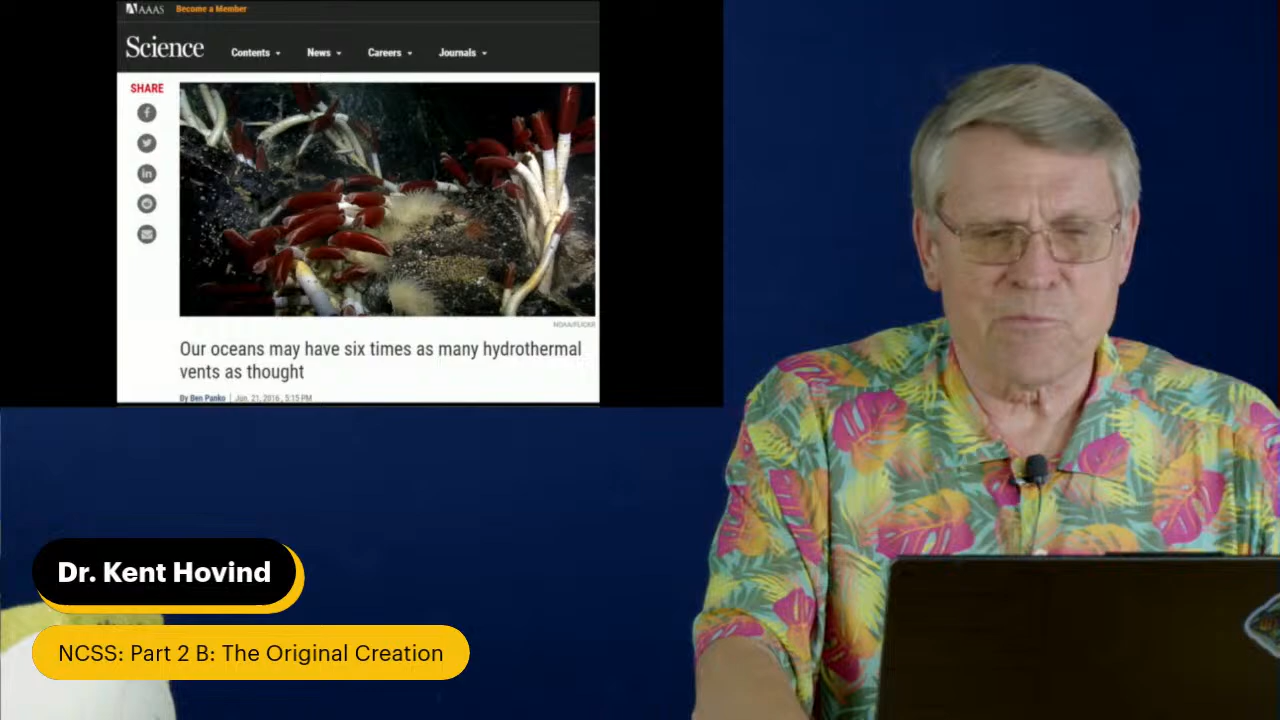 AAAS Become a Member
Science Contents News Careers Journals
SHARE
NOAA/FLICKR
Our oceans may have six times as many hydrothermal
vents as thought
By Ben Panko | Jun. 21, 2016, 5:15 PM
Dr. Kent Hovind
NCSS: Part 2 B: The Original Creation